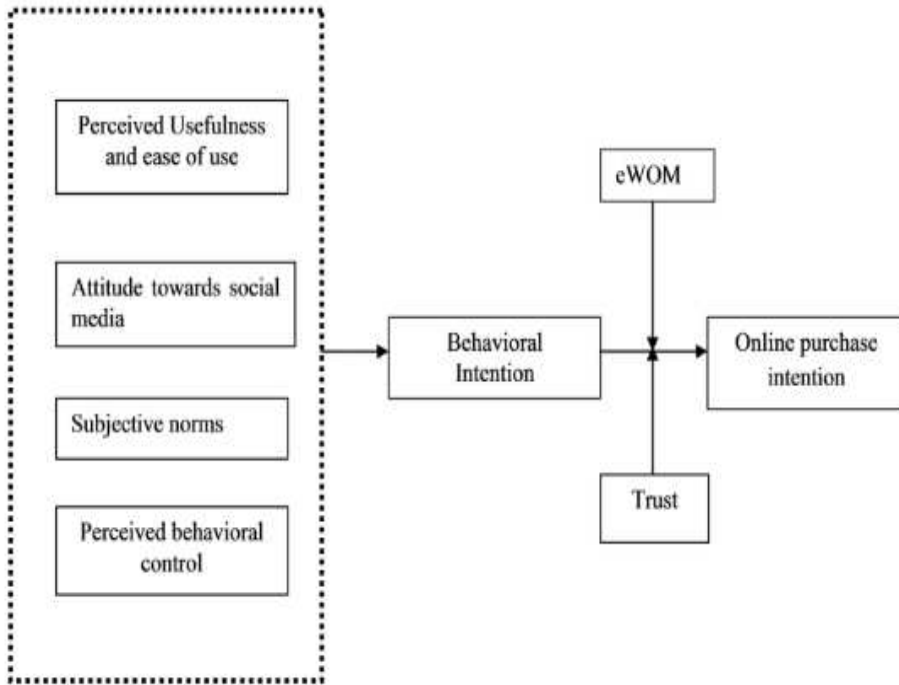 Perceived Usefulness
and ease of use
Attitude towards social
media
Subjective norms
Perceived behavioral
control
Behavioral
Intention
eWOM
Trust
Online purchase
intention